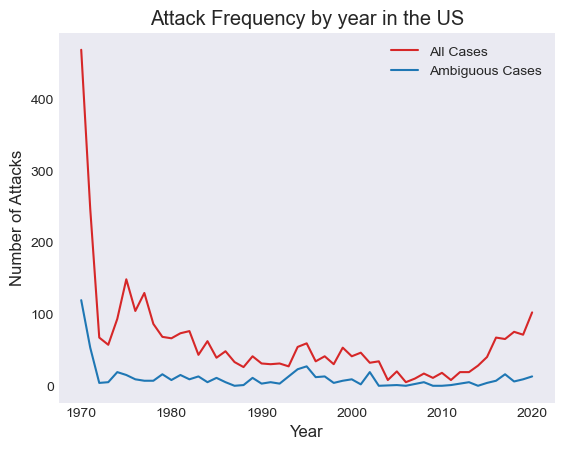 Attack Frequency by year in the US
All Cases
Ambiguous Cases
Number of Attacks
400
300
200
100
0
1970
1980
1990
2000
2010
2020
Year